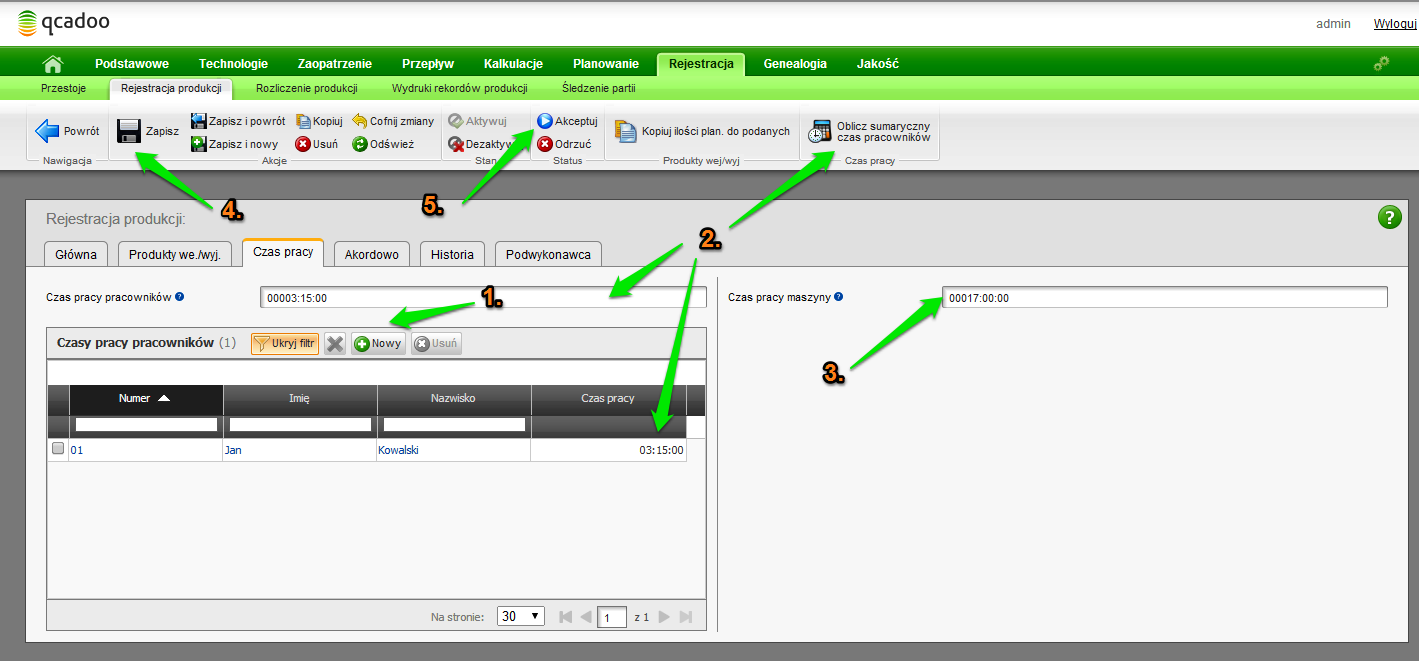 qcadoo
admin Wyloguj
Podstawowe Technologie Zaopatrzenie Przepływ Kalkulacje Planowanie Rejestracja Genealogia Jakość
Przestoje Rejestracja produkcji Rozliczenie produkcji Wydruki rekordów produkcji Śledzenie partii
Powrót
Nawigacja
Zapisz
Zapisz i powrót Kopiuj Cofnij zmiany
Zapisz i nowy Usuń Odśwież
Akcje
Aktywuj
Dezaktyw
Stan
Akceptuj
Odrzuć
Status
Kopiuj ilości plan. do podanych
Produkty wej/wyj
Oblicz sumaryczny
czas pracowników
Czas pracy
4.
5.
2.
Rejestracja produkcji:
?
Główna Produkty we./wyj. Czas pracy Akordowo Historia Podwykonawca
Czas pracy pracowników ? 00003:15:00
1.
Czas pracy maszyny ? 00017:00:00
3.
Czasy pracy pracowników (1) Ukryj filtr Nowy Usuń
Numer Imię Nazwisko Czas pracy
01 Jan Kowalski 03:15:00
Na stronie: 30 1 z 1